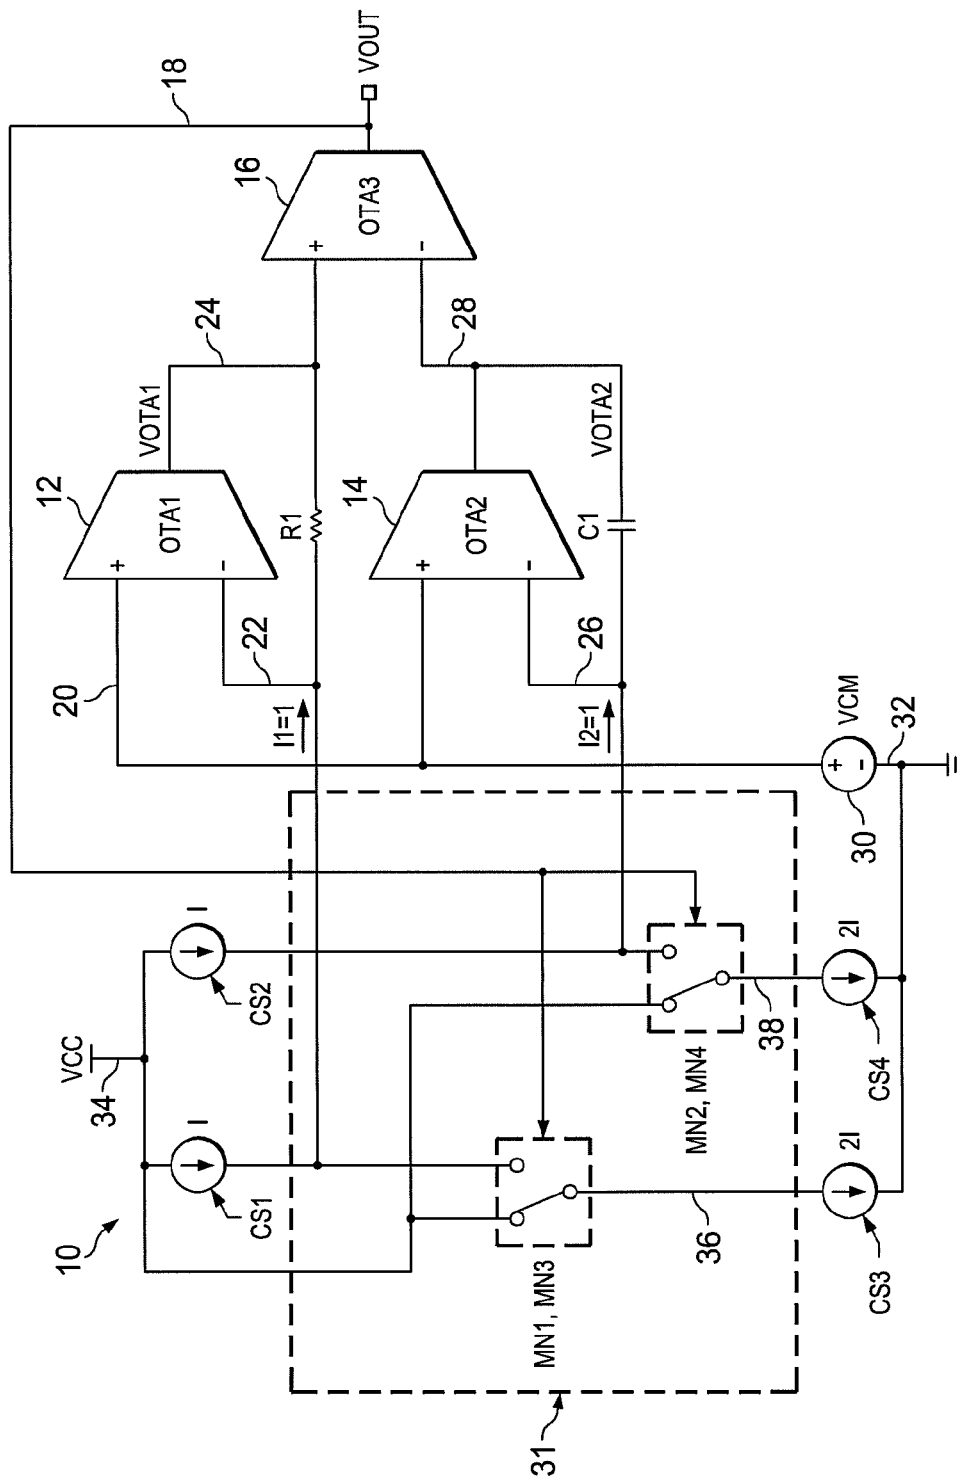 18
VOUT
16
OTA3
+
-
24
28
VOTA1
VOTA2
12
OTA1
+
-
R1
14
OTA2
+
-
C1
20
22
26
I1=1
I2=1
VCM
+
-
30
32
I
CS2
VCC
34
I
CS1
10
MN2, MN4
38
2I
CS4
MN1, MN3
36
2I
CS3
31